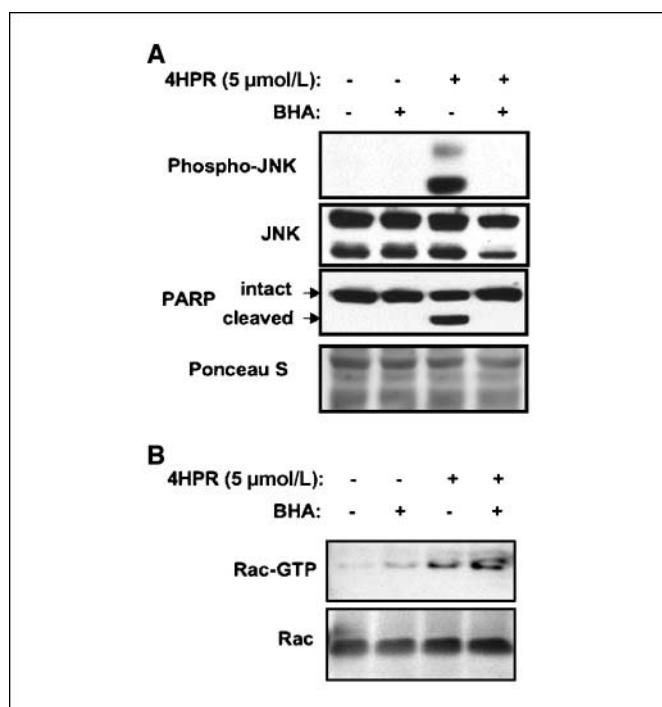 A
4HPR (5 µmol/L): - - + +
BHA: - + - +
Phospho-JNK
JNK
PARP intact
cleaved
Ponceau S
B
4HPR (5 µmol/L): - - + +
BHA: - + - +
Rac-GTP
Rac